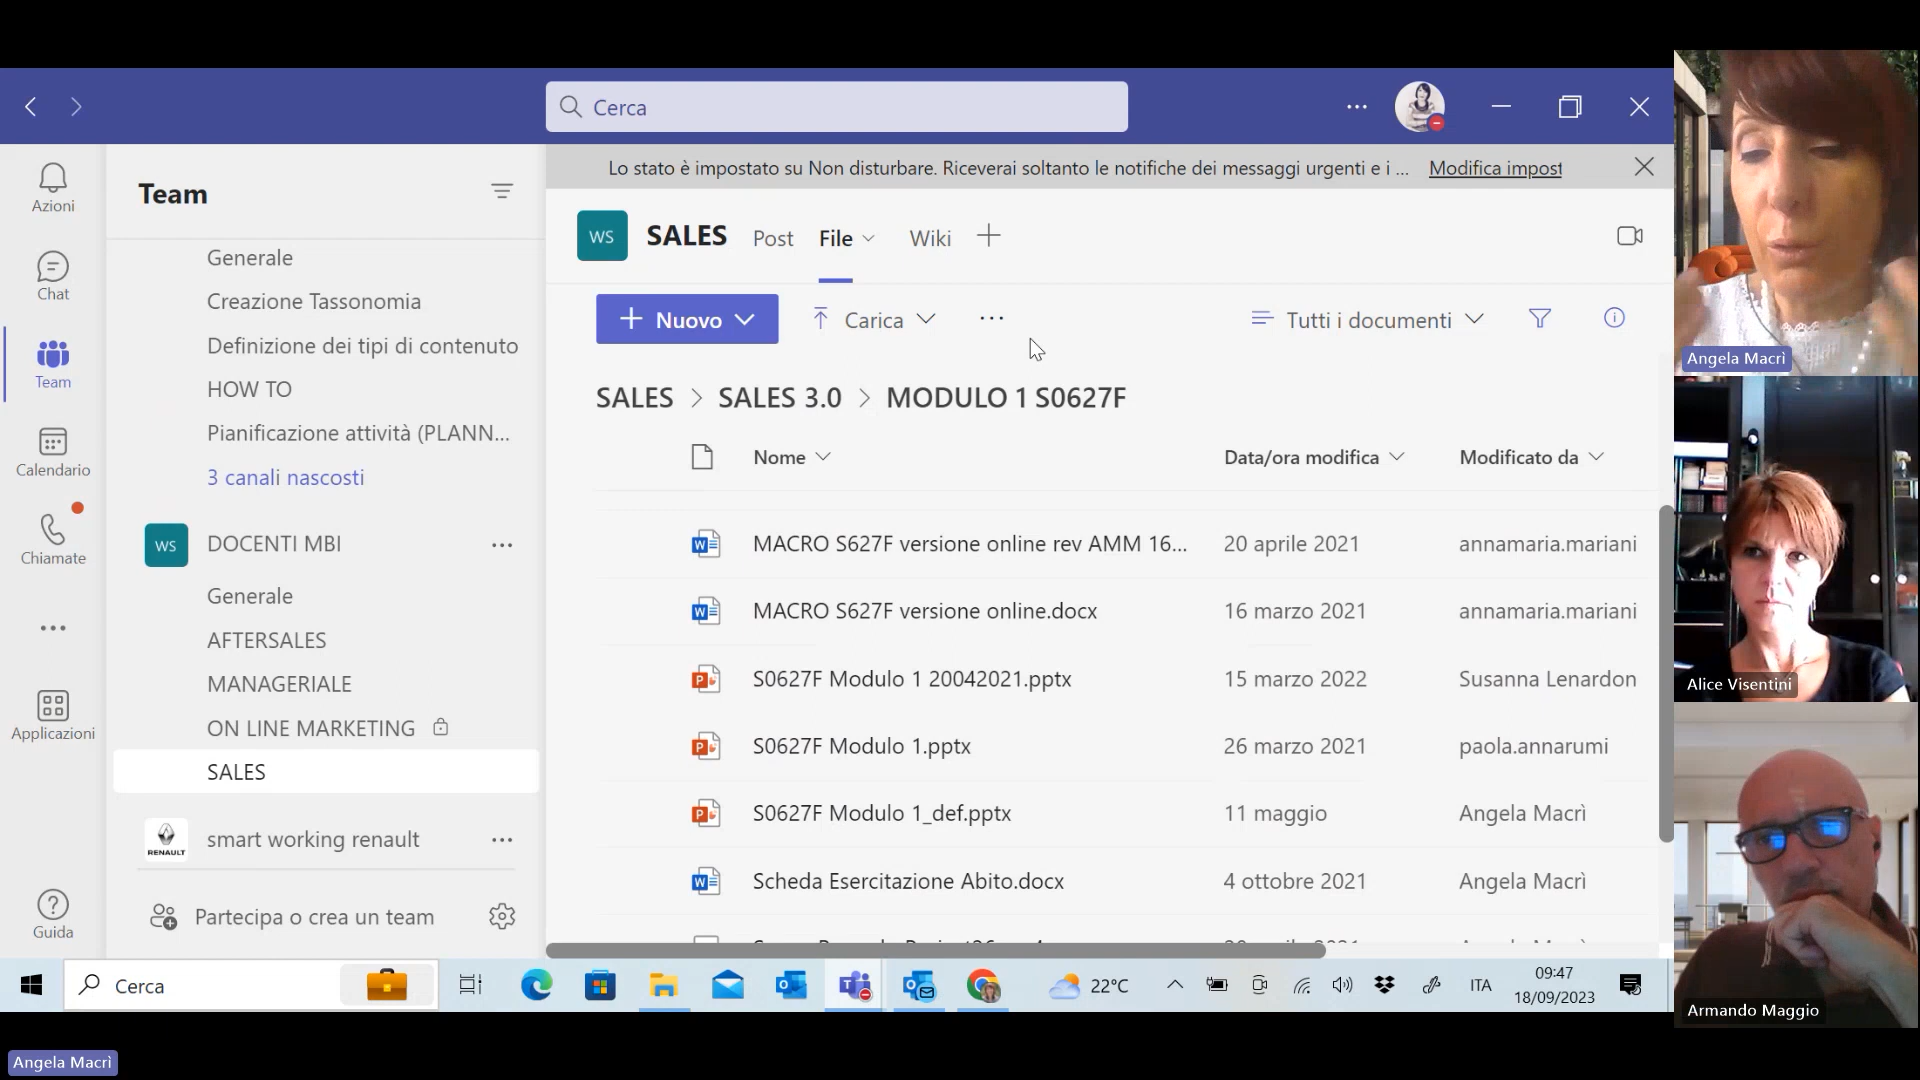 Cerca
Lo stato è impostato su Non disturbare. Riceverai soltanto le notifiche dei messaggi urgenti e i ...
Modifica impost
Azioni
Chat
Team
Calendario
Chiamate
Applicazioni
Guida
Team
Generale
Creazione Tassonomia
Definizione dei tipi di contenuto
HOW TO
Pianificazione attività (PLANN...
3 canali nascosti
WS DOCENTI MBI
Generale
AFTERSALES
MANAGERIALE
ON LINE MARKETING
SALES
RENAULT
smart working renault
Partecipa o crea un team
WS SALES Post File Wiki
Nuovo Carica ... Tutti i documenti
SALES > SALES 3.0 > MODULO 1 S0627F
Nome Data/ora modifica Modificato da
MACRO S627F versione online rev AMM 16... 20 aprile 2021 annamaria.mariani
MACRO S627F versione online.docx 16 marzo 2021 annamaria.mariani
S0627F Modulo 1 20042021.pptx 15 marzo 2022 Susanna Lenardon
S0627F Modulo 1.pptx 26 marzo 2021 paola.annarumi
S0627F Modulo 1_def.pptx 11 maggio Angela Macrì
Scheda Esercitazione Abito.docx 4 ottobre 2021 Angela Macrì
Cerca
22°C
ITA
09:47
18/09/2023
Angela Macrì
Alice Visentini
Armando Maggio
Angela Macrì